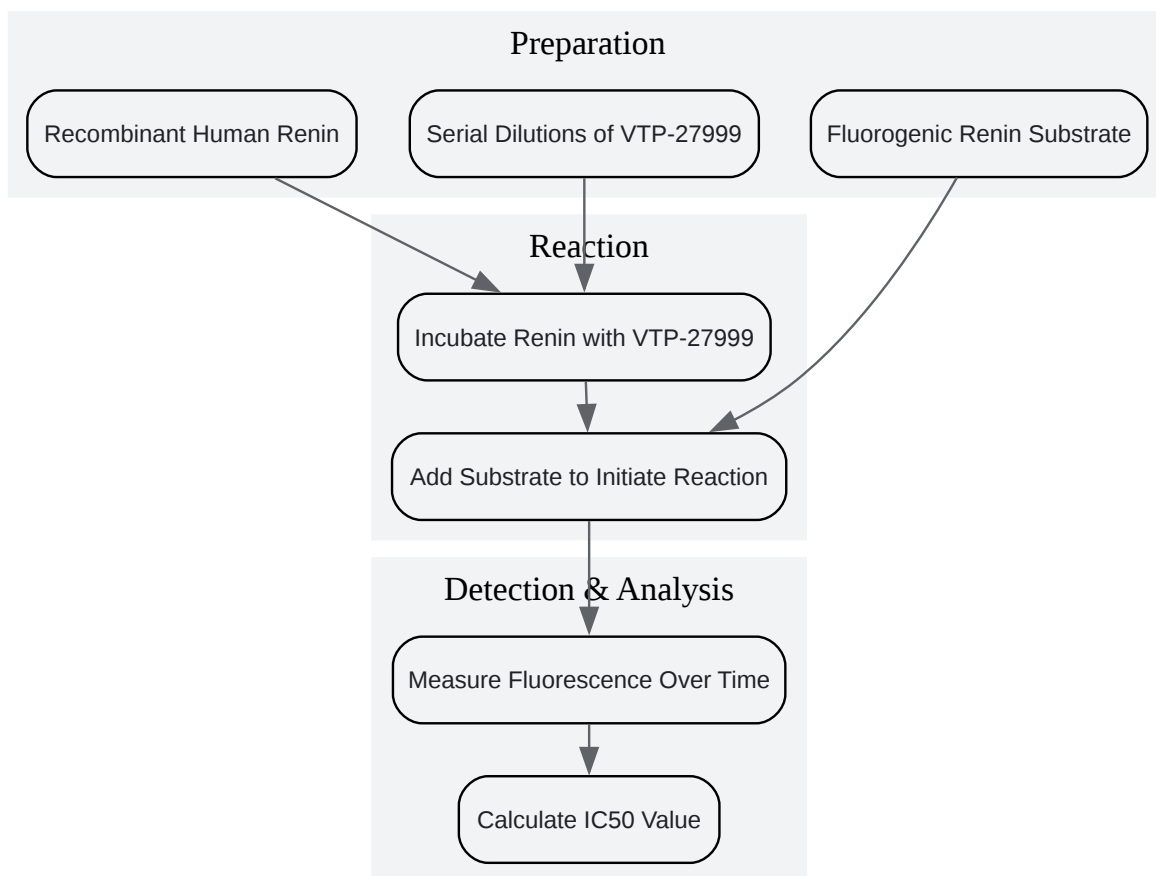 Preparation
Recombinant Human Renin
Serial Dilutions of VTP-27999
Fluorogenic Renin Substrate
Reaction
Incubate Renin with VTP-27999
Add Substrate to Initiate Reaction
Detection & Analysis
Measure Fluorescence Over Time
Calculate IC50 Value